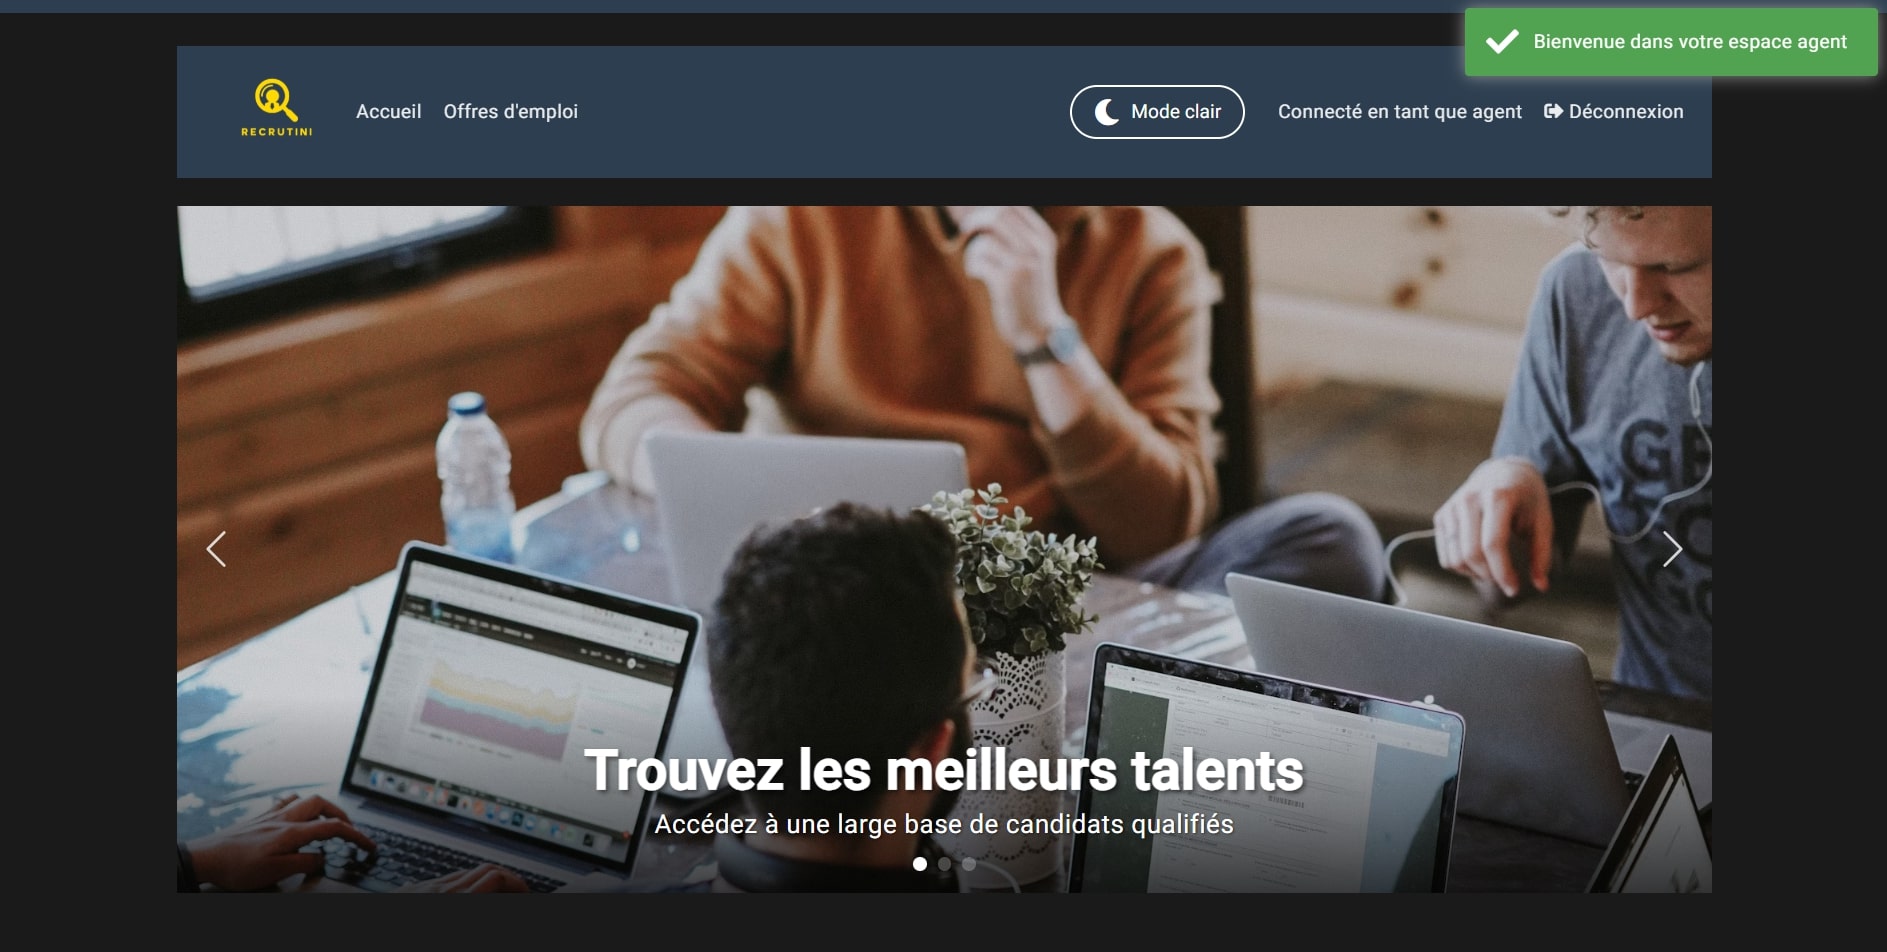 Bienvenue dans votre espace agent
RECRUTINI
Accueil
Offres d'emploi
Mode clair
Connecté en tant que agent
Déconnexion
Trouvez les meilleurs talents
Accédez à une large base de candidats qualifiés